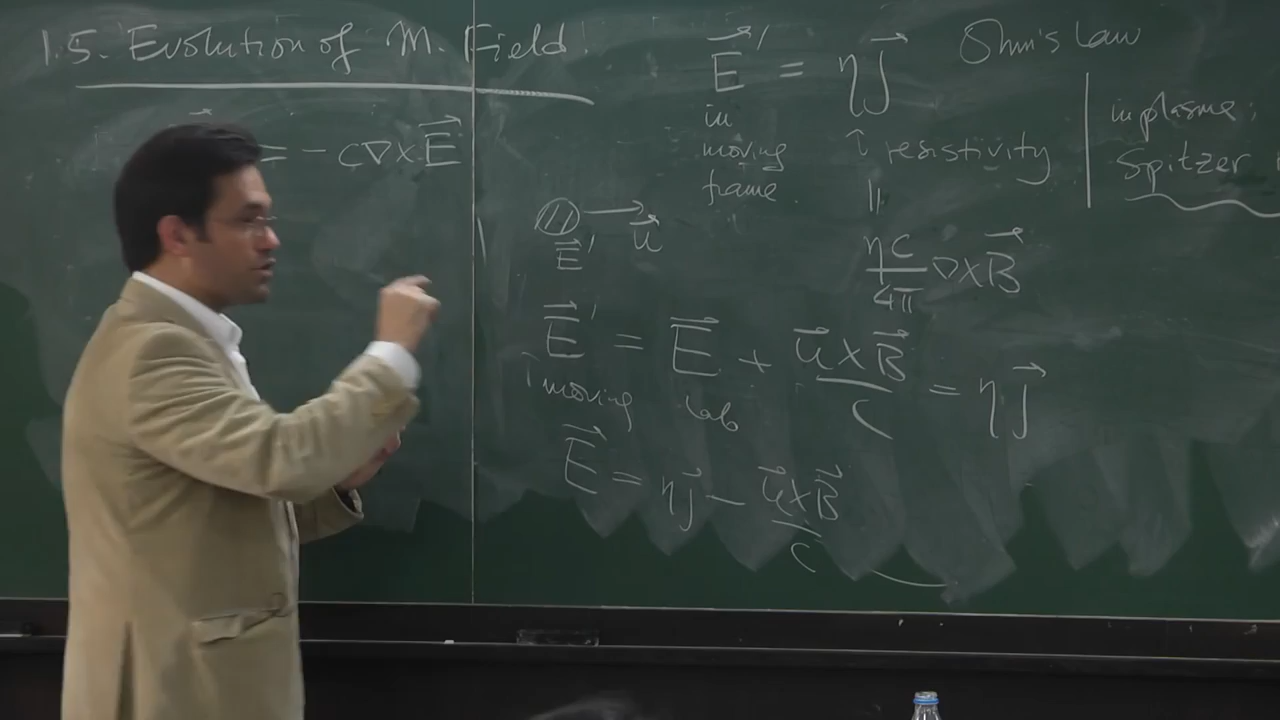 1.5. Evolution of M. Field
= - c∇×E⃗
E⃗' = ηj⃗ Ohm's Law
in moving frame
↑ resistivity
in plasma:
Spitzer
॥
ηc/4π ∇×B⃗
→ u⃗
E⃗'
E⃗' = E⃗ + u⃗×B⃗/c = ηj⃗
↑ moving lab
E⃗ = ηj⃗ - u⃗×B⃗/c